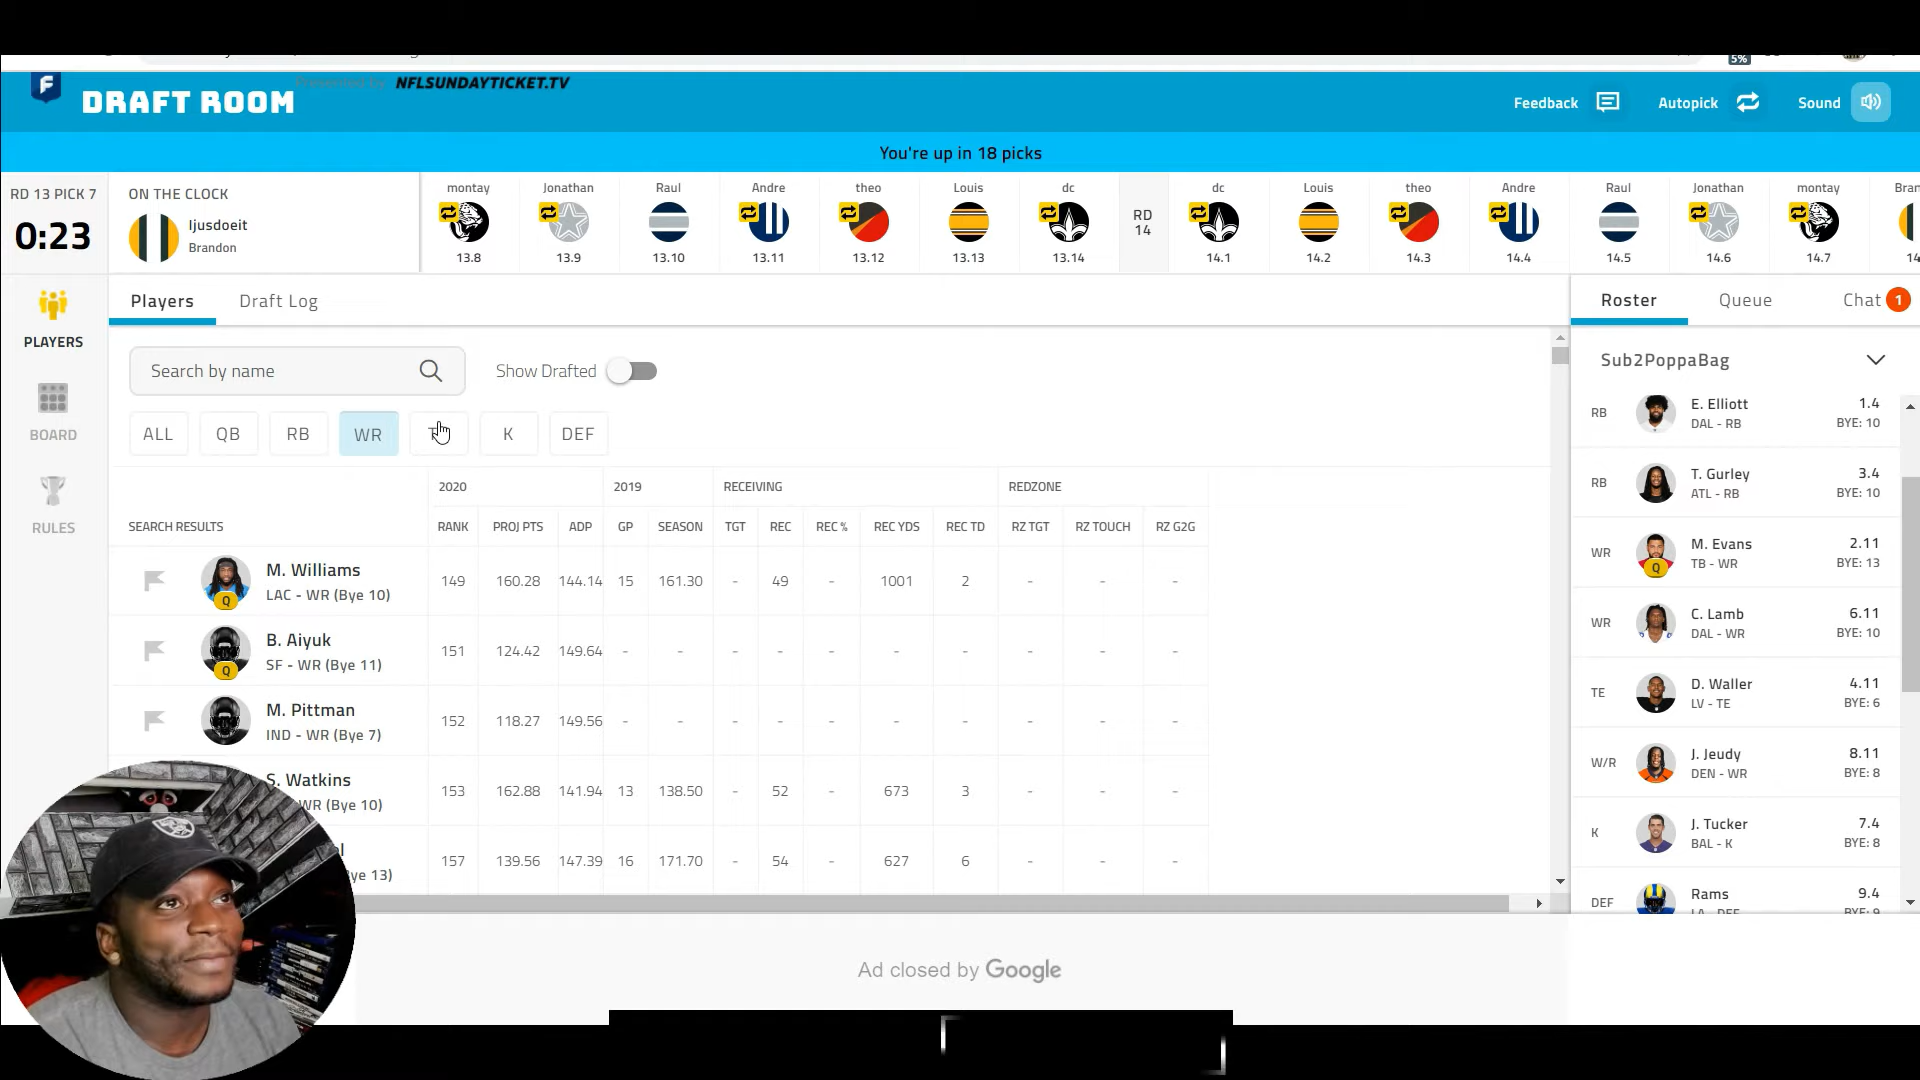 5%
NFLSUNDAYTICKET.TV
DRAFT ROOM
Feedback
Autopick
Sound
You're up in 18 picks
RD 13 PICK 7
0:23
ON THE CLOCK
Ijusdoeit
Brandon
montay
13.8
Jonathan
13.9
Raul
13.10
Andre
13.11
theo
13.12
Louis
13.13
dc
13.14
RD
14
dc
14.1
Louis
14.2
theo
14.3
Andre
14.4
Raul
14.5
Jonathan
14.6
montay
14.7
PLAYERS
BOARD
RULES
Players
Draft Log
Search by name
Show Drafted
ALL
QB
RB
WR
K
DEF
2020
2019
RECEIVING
REDZONE
SEARCH RESULTS
RANK
PROJ PTS
ADP
GP
SEASON
TGT
REC
REC %
REC YDS
REC TD
RZ TGT
RZ TOUCH
RZ G2G
Q
M. Williams
LAC - WR (Bye 10)
149 160.28 144.14 15 161.30 - 49 - 1001 2 - - -
Q
B. Aiyuk
SF - WR (Bye 11)
151 124.42 149.64 - - - - - - - - - -
M. Pittman
IND - WR (Bye 7)
152 118.27 149.56 - - - - - - - - - -
S. Watkins
WR (Bye 10)
153 162.88 141.94 13 138.50 - 52 - 673 3 - - -
ye 13)
157 139.56 147.39 16 171.70 - 54 - 627 6 - - -
Roster
Queue
Chat 1
Sub2PoppaBag
RB
E. Elliott
DAL - RB
1.4
BYE: 10
RB
T. Gurley
ATL - RB
3.4
BYE: 10
WR
Q
M. Evans
TB - WR
2.11
BYE: 13
WR
C. Lamb
DAL - WR
6.11
BYE: 10
TE
D. Waller
LV - TE
4.11
BYE: 6
W/R
J. Jeudy
DEN - WR
8.11
BYE: 8
K
J. Tucker
BAL - K
7.4
BYE: 8
DEF
Rams
9.4
Ad closed by Google